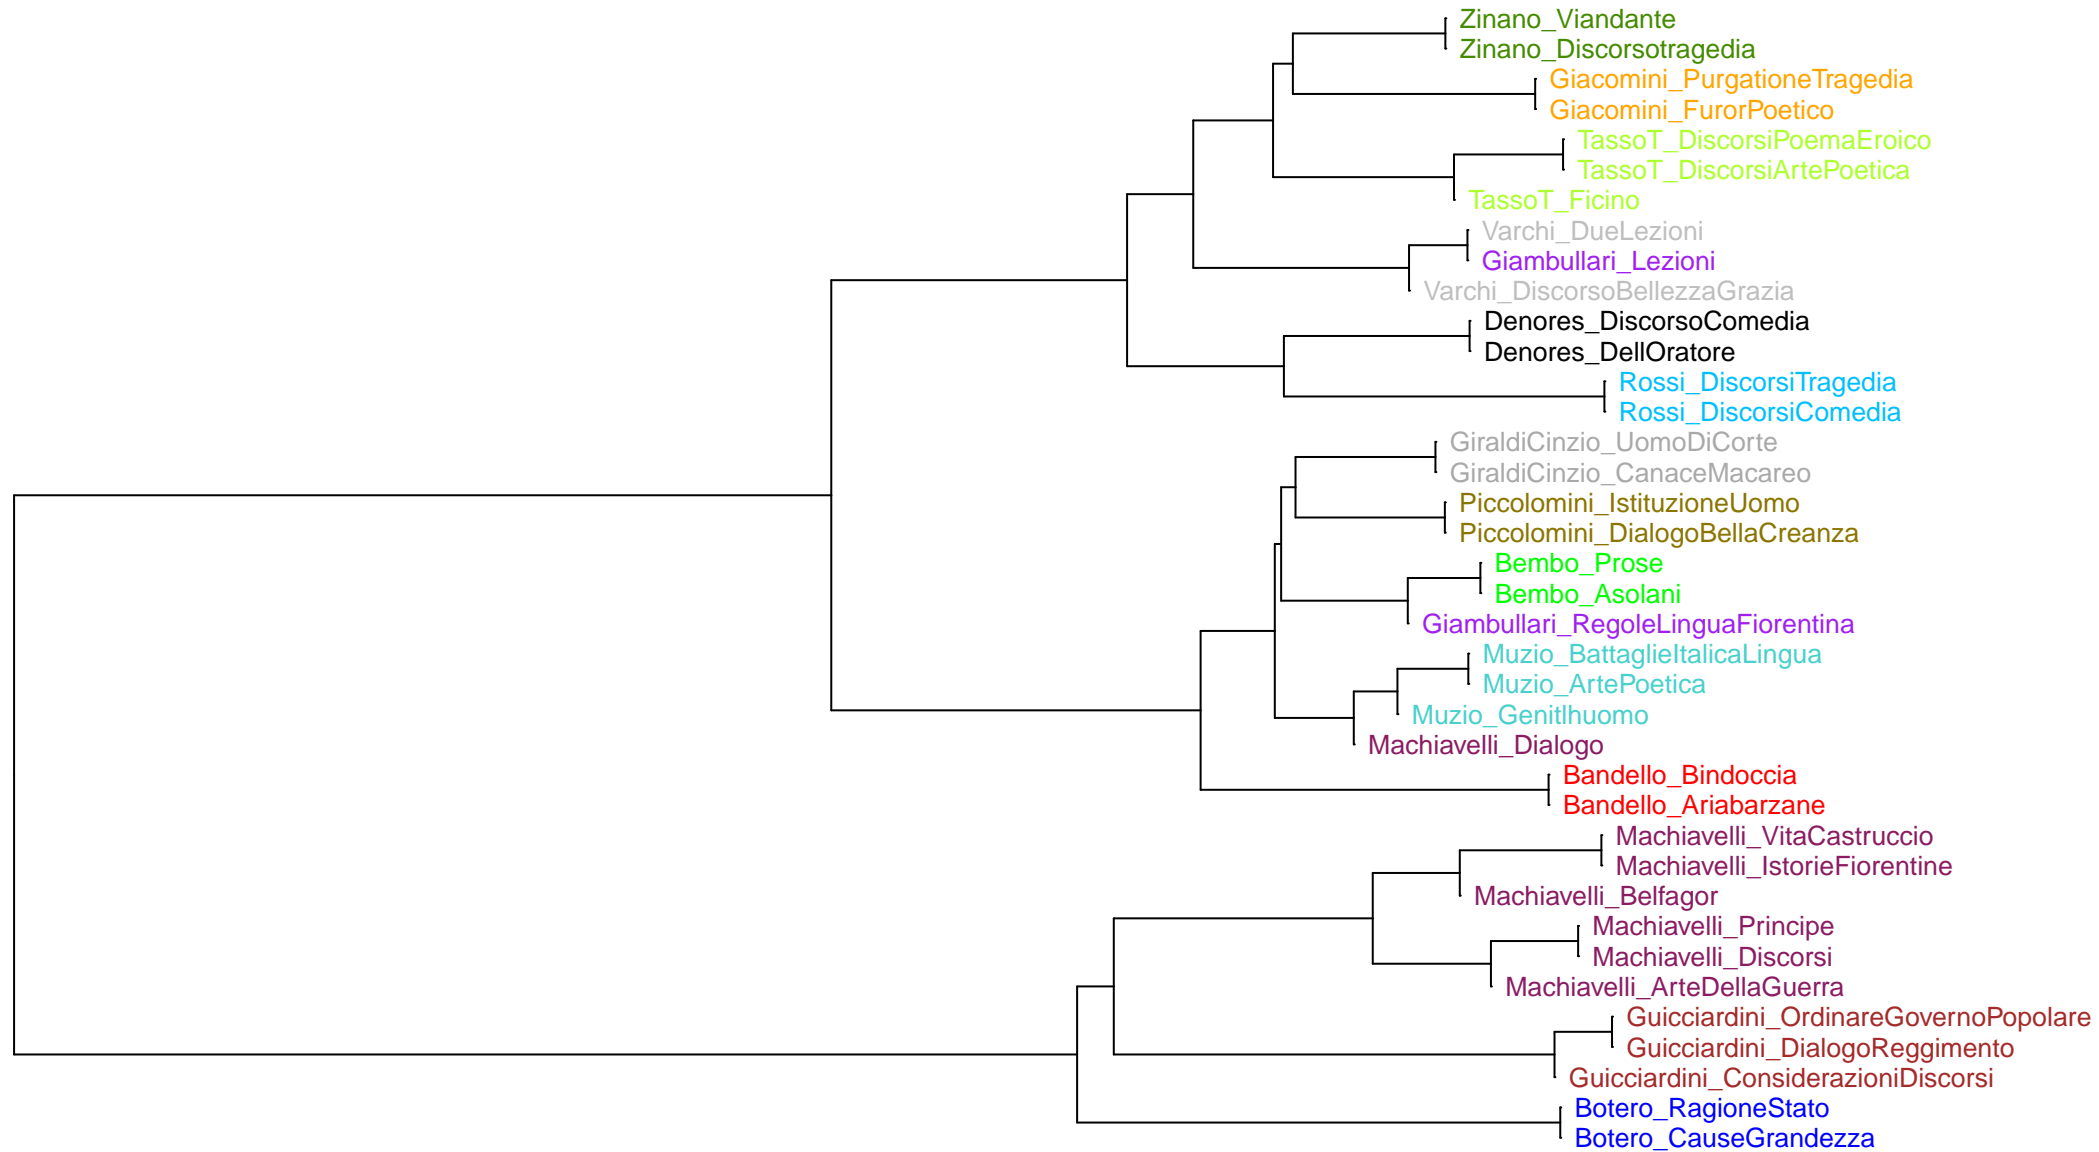 Zinano_Viandante
Zinano_Discorsotragedia
Giacomini_PurgationeTragedia
Giacomini_FurorPoetico
TassoT_DiscorsiPoemaEroico
TassoT_DiscorsiArtePoetica
TassoT_Ficino
Varchi_DueLezioni
Giambullari_Lezioni
Varchi_DiscorsoBellezzaGrazia
Denores_DiscorsoComedia
Denores_DellOratore
Rossi_DiscorsiTragedia
Rossi_DiscorsiComedia
GiraldiCinzio_UomoDiCorte
GiraldiCinzio_CanaceMacareo
Piccolomini_IstituzioneUomo
Piccolomini_DialogoBellaCreanza
Bembo_Prose
Bembo_Asolani
Giambullari_RegoleLinguaFiorentina
Muzio_BattaglieItalicaLingua
Muzio_ArtePoetica
Muzio_Genitlhuomo
Machiavelli_Dialogo
Bandello_Bindoccia
Bandello_Ariabarzane
Machiavelli_VitaCastruccio
Machiavelli_IstorieFiorentine
Machiavelli_Belfagor
Machiavelli_Principe
Machiavelli_Discorsi
Machiavelli_ArteDellaGuerra
Guicciardini_OrdinareGovernoPopolare
Guicciardini_DialogoReggimento
Guicciardini_ConsiderazioniDiscorsi
Botero_RagioneStato
Botero_CauseGrandezza